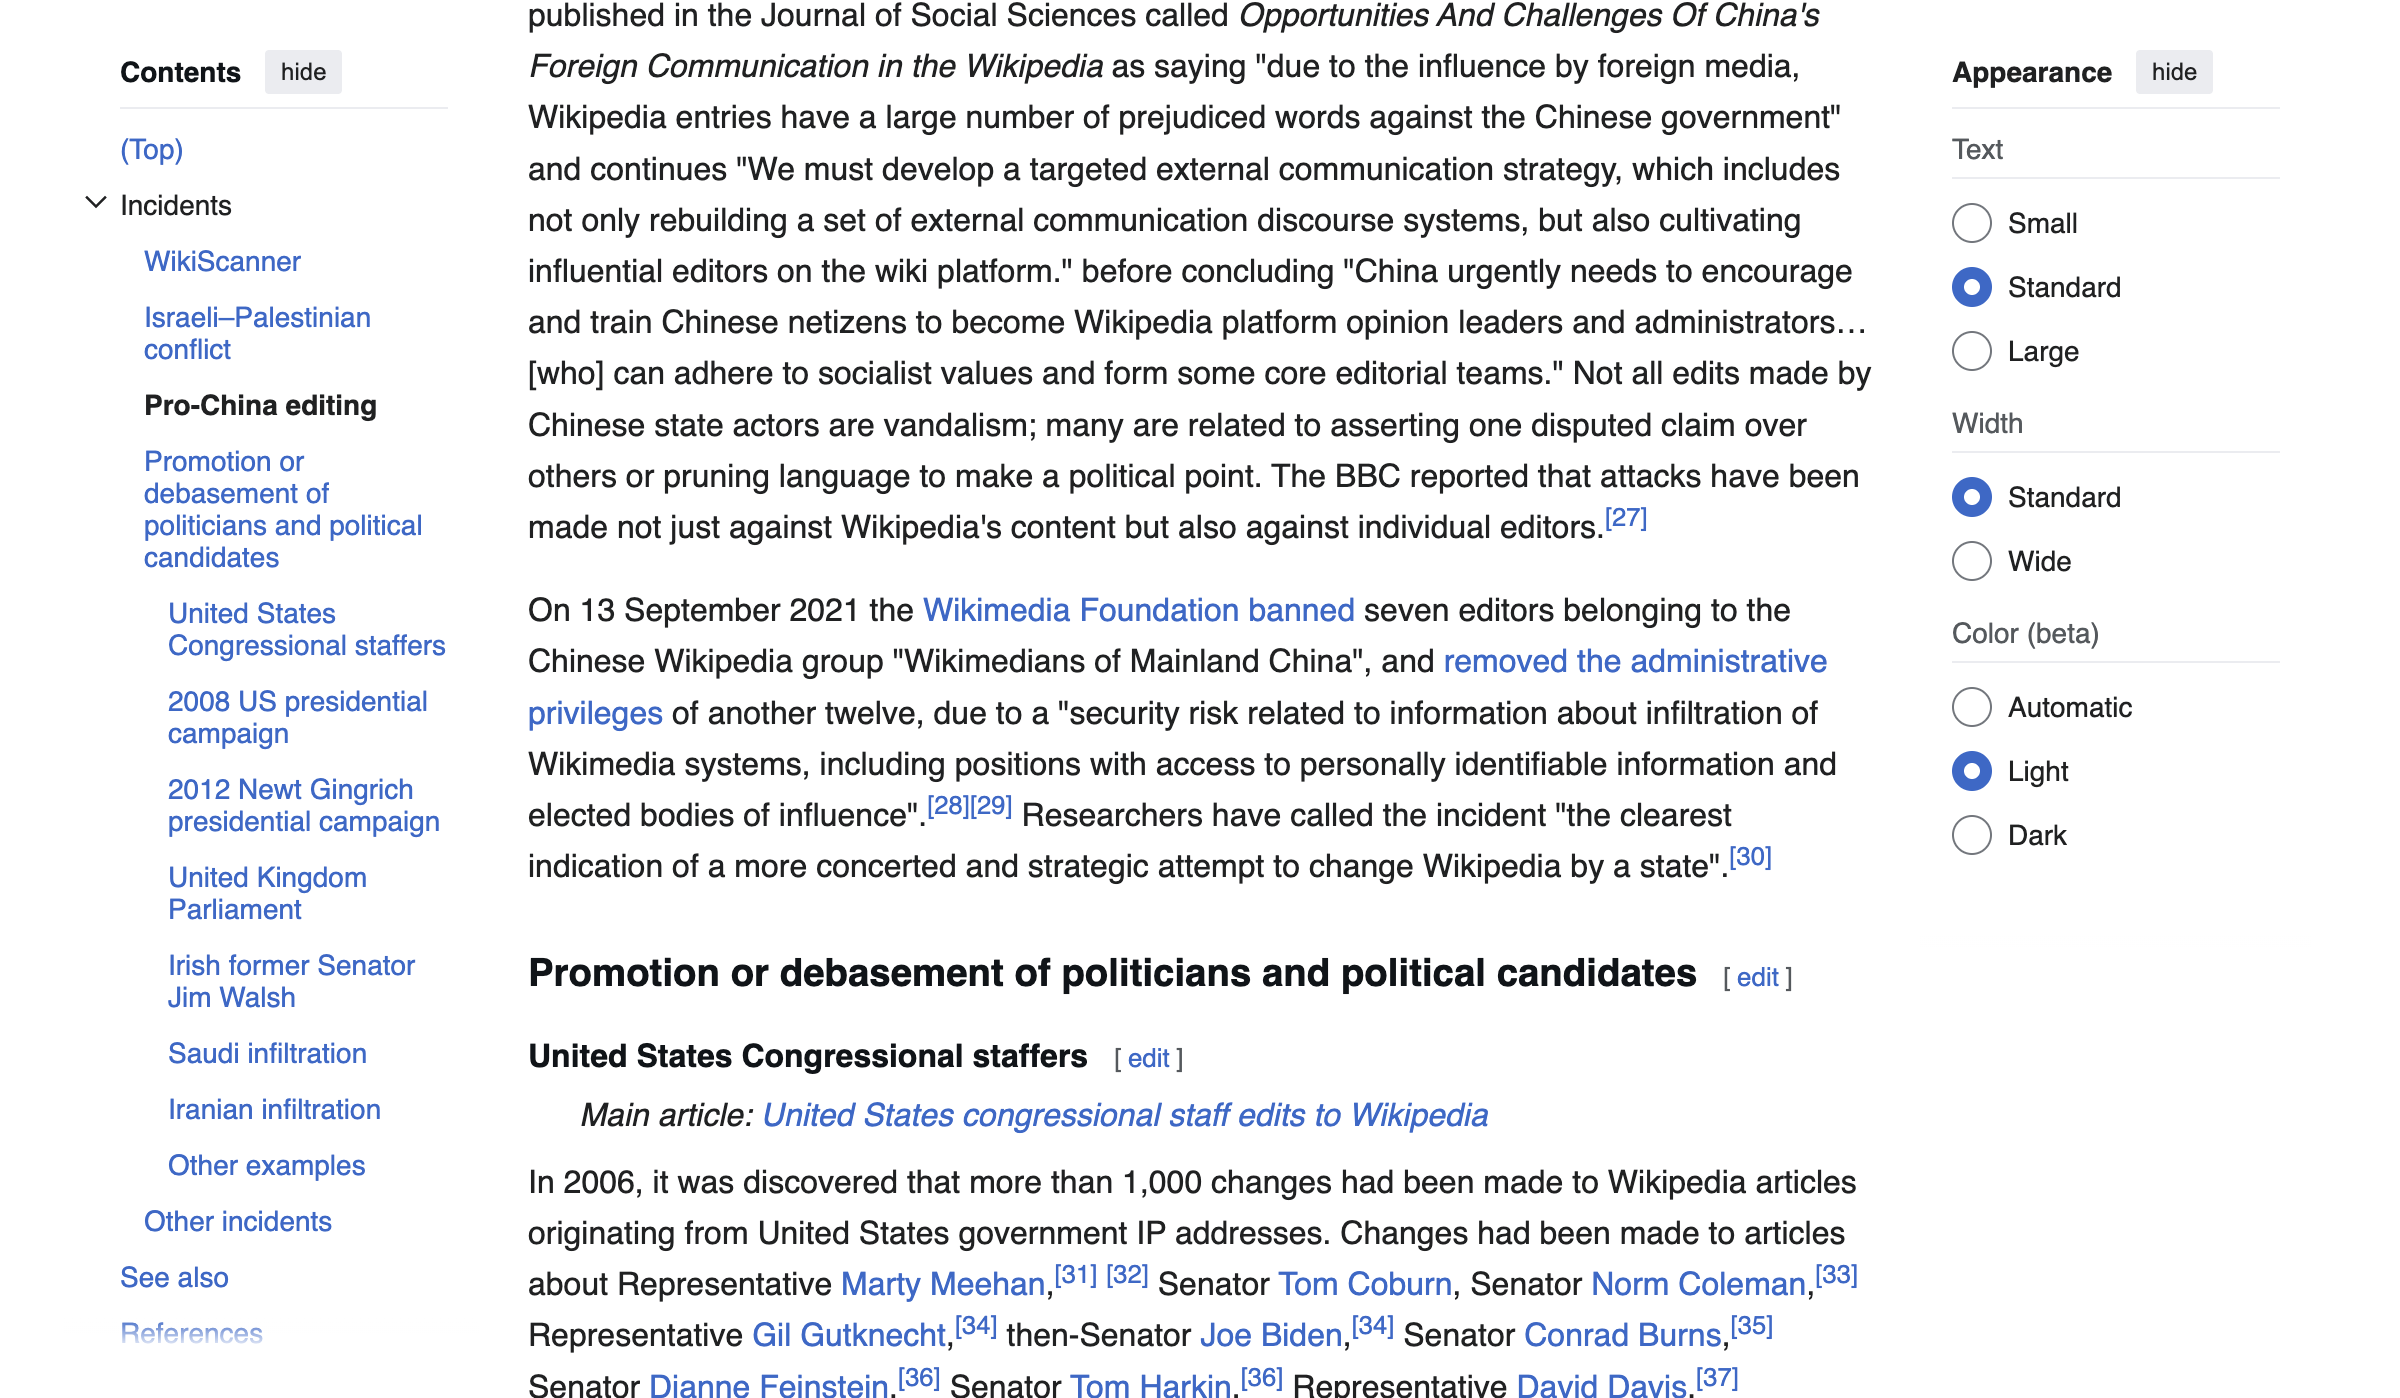 Contents hide
(Top)
Incidents
WikiScanner
Israeli–Palestinian
conflict
Pro-China editing
Promotion or
debasement of
politicians and political
candidates
United States
Congressional staffers
2008 US presidential
campaign
2012 Newt Gingrich
presidential campaign
United Kingdom
Parliament
Irish former Senator
Jim Walsh
Saudi infiltration
Iranian infiltration
Other examples
Other incidents
See also
References
published in the Journal of Social Sciences called Opportunities And Challenges Of China's
Foreign Communication in the Wikipedia as saying "due to the influence by foreign media,
Wikipedia entries have a large number of prejudiced words against the Chinese government"
and continues "We must develop a targeted external communication strategy, which includes
not only rebuilding a set of external communication discourse systems, but also cultivating
influential editors on the wiki platform." before concluding "China urgently needs to encourage
and train Chinese netizens to become Wikipedia platform opinion leaders and administrators…
[who] can adhere to socialist values and form some core editorial teams." Not all edits made by
Chinese state actors are vandalism; many are related to asserting one disputed claim over
others or pruning language to make a political point. The BBC reported that attacks have been
made not just against Wikipedia's content but also against individual editors.[27]
On 13 September 2021 the Wikimedia Foundation banned seven editors belonging to the
Chinese Wikipedia group "Wikimedians of Mainland China", and removed the administrative
privileges of another twelve, due to a "security risk related to information about infiltration of
Wikimedia systems, including positions with access to personally identifiable information and
elected bodies of influence".[28][29] Researchers have called the incident "the clearest
indication of a more concerted and strategic attempt to change Wikipedia by a state".[30]
Promotion or debasement of politicians and political candidates [ edit ]
United States Congressional staffers [ edit ]
Main article: United States congressional staff edits to Wikipedia
In 2006, it was discovered that more than 1,000 changes had been made to Wikipedia articles
originating from United States government IP addresses. Changes had been made to articles
about Representative Marty Meehan,[31] [32] Senator Tom Coburn, Senator Norm Coleman,[33]
Representative Gil Gutknecht,[34] then-Senator Joe Biden,[34] Senator Conrad Burns,[35]
Senator Dianne Feinstein,[36] Senator Tom Harkin,[36] Representative David Davis,[37]
Appearance hide
Text
Small
Standard
Large
Width
Standard
Wide
Color (beta)
Automatic
Light
Dark